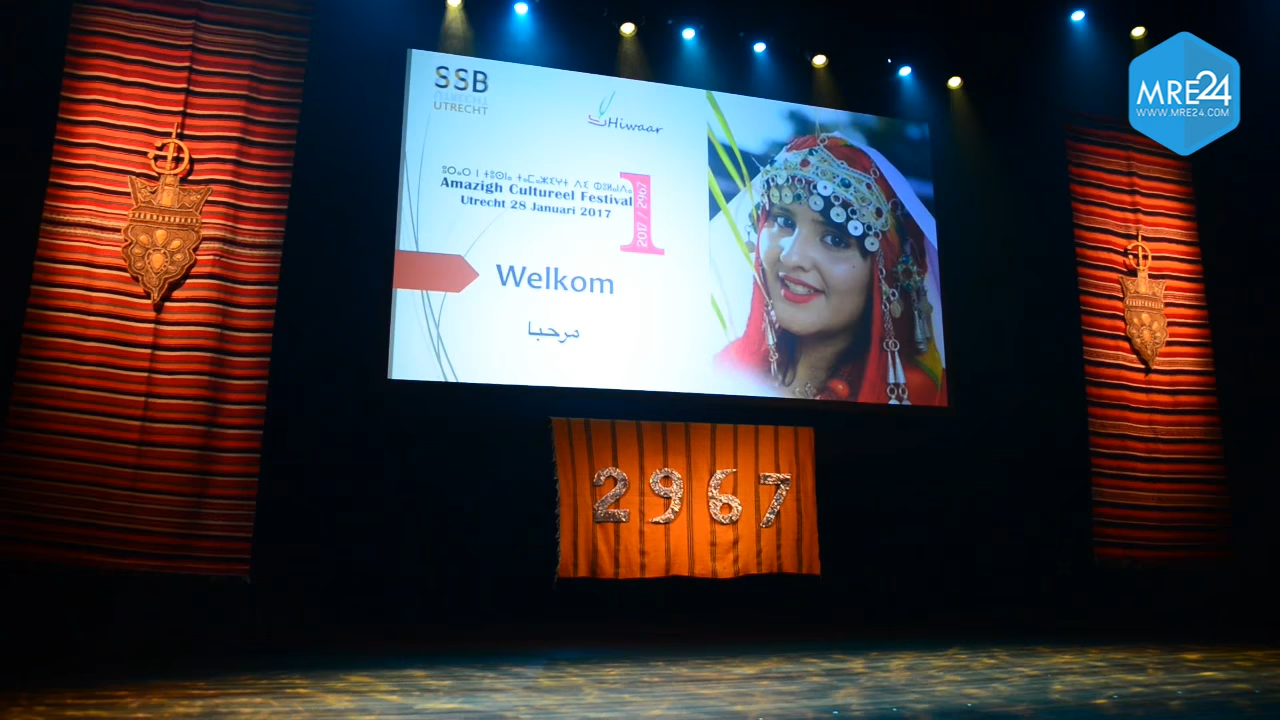 SSB
UTRECHT
Hiwaar
Amazigh Cultureel Festival
Utrecht 28 Januari 2017
2017 / 2967
1
Welkom
مرحبا
2967
MRE24
WWW.MRE24.COM